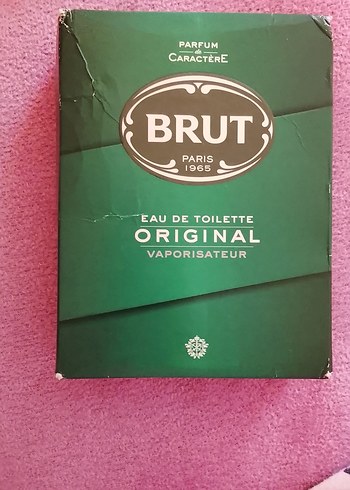 PARFUM
de
CARACTÈRE
BRUT
PARIS
1965
EAU DE TOILETTE
ORIGINAL
VAPORISATEUR